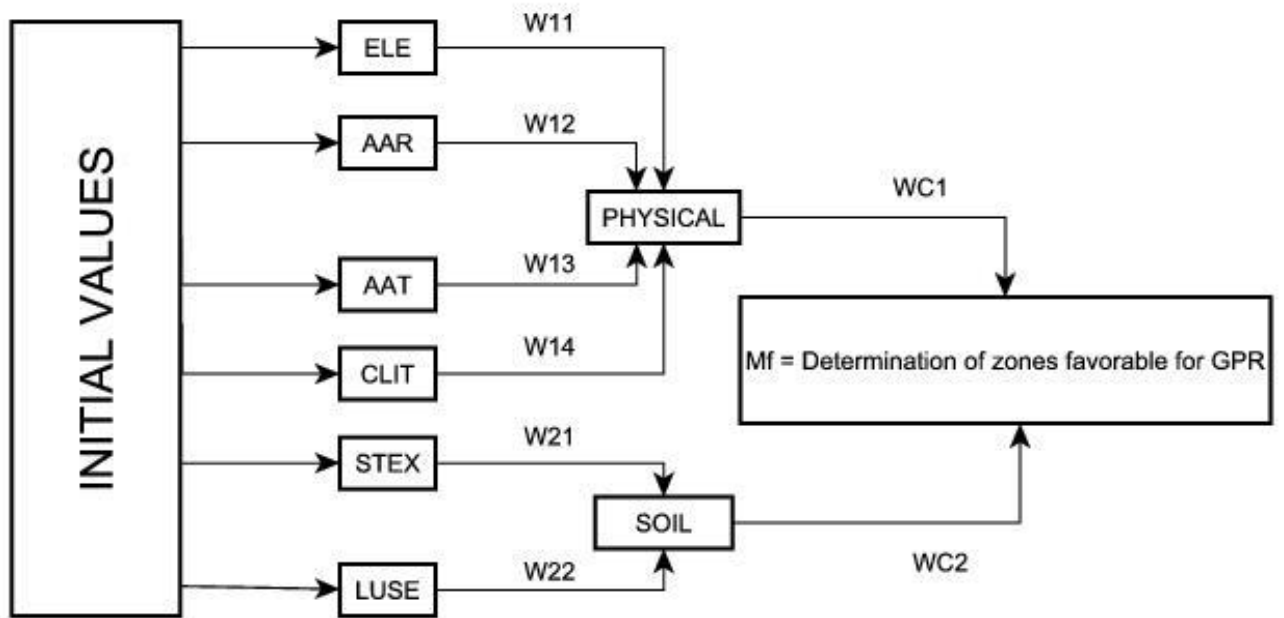 INITIAL VALUES
ELE
W11
AAR
W12
PHYSICAL
WC1
AAT
W13
CLIT
W14
Mf = Determination of zones favorable for GPR
STEX
W21
SOIL
WC2
LUSE
W22